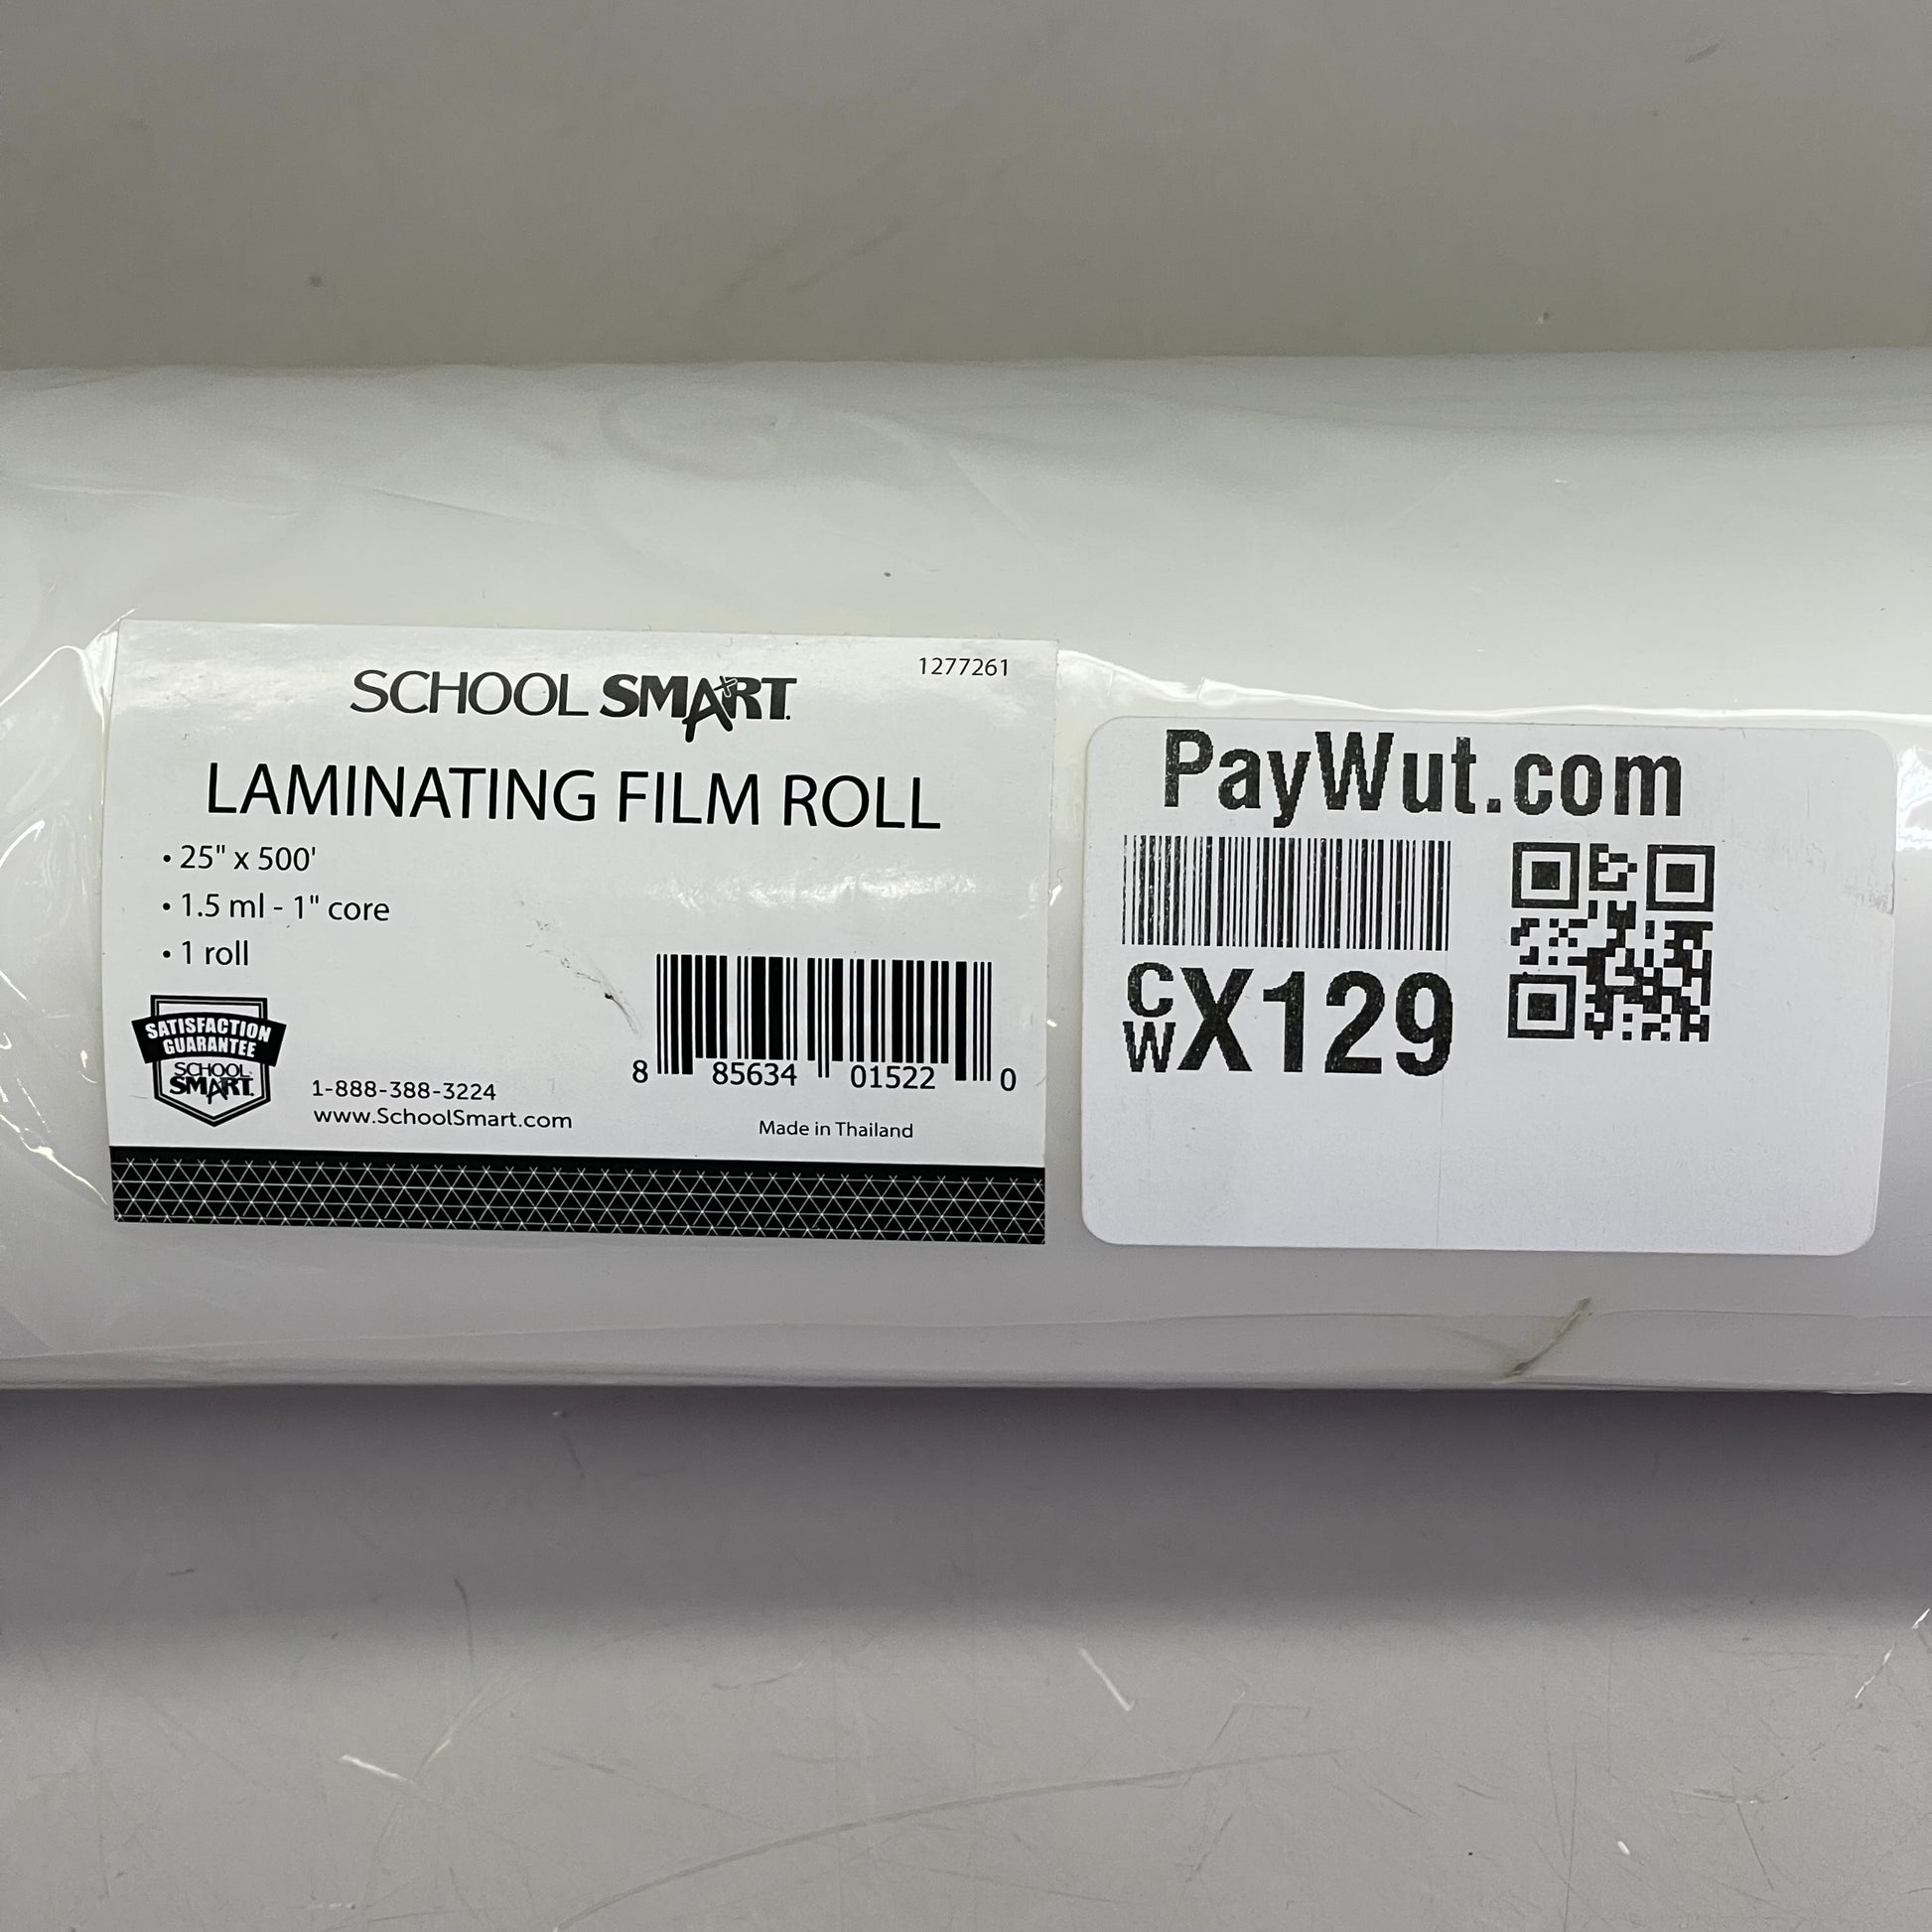 1277261
SCHOOL SMART
LAMINATING FILM ROLL
• 25" x 500'
• 1.5 ml - 1" core
• 1 roll
SATISFACTION
GUARANTEE
SCHOOL
SMART
1-888-388-3224
www.SchoolSmart.com
8 85634 01522 0
Made in Thailand
PayWut.com
CW X129